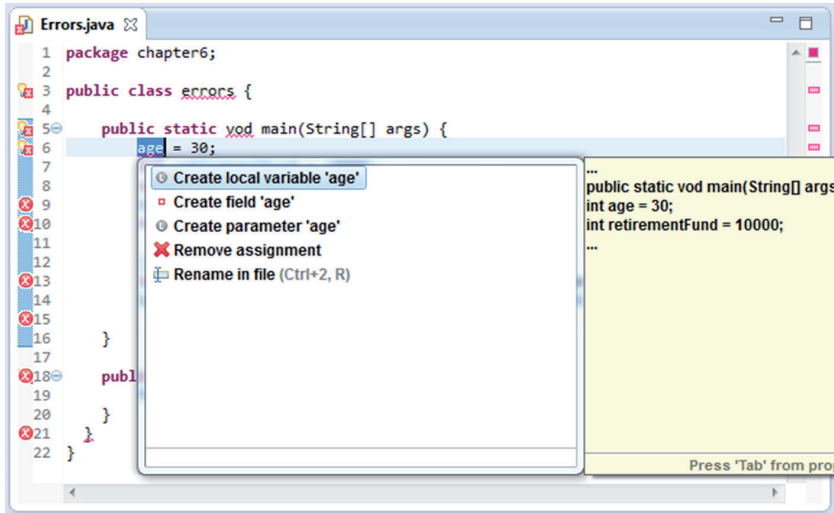 Errors.java
1 package chapter6;
2
3 public class errors {
4
5 public static vod main(String[] args) {
6 age = 30;
7
8
9
10
11
12
13
14
15
16 }
17
18 publ
19
20 }
21 }
22 }
Create local variable 'age'
Create field 'age'
Create parameter 'age'
Remove assignment
Rename in file (Ctrl+2, R)
...
public static vod main(String[] args
int age = 30;
int retirementFund = 10000;
...
Press 'Tab' from pro